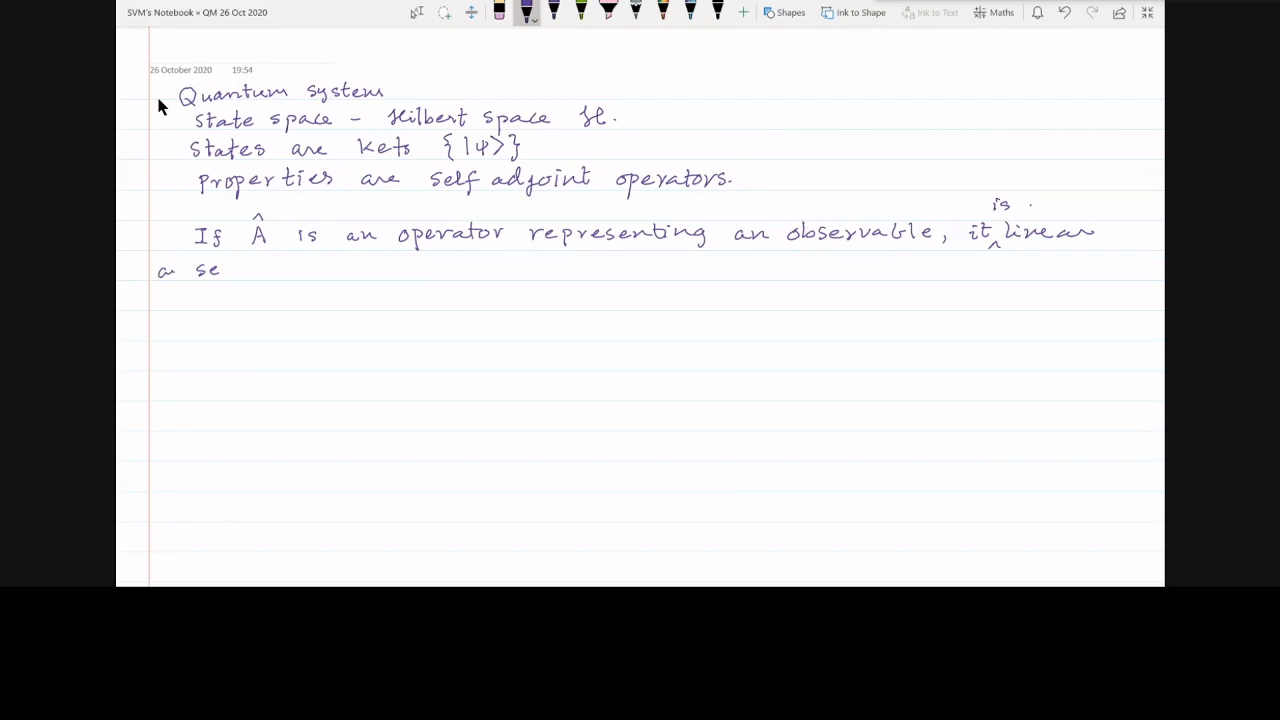 SVM's Notebook » QM 26 Oct 2020
Shapes Ink to Shape Ink to Text Maths
26 October 2020 19:54
Quantum system
State space - Hilbert space ℋ.
States are kets {|ψ>}
Properties are self adjoint operators.
is .
If Â is an operator representing an observable, it ^ linear
a se